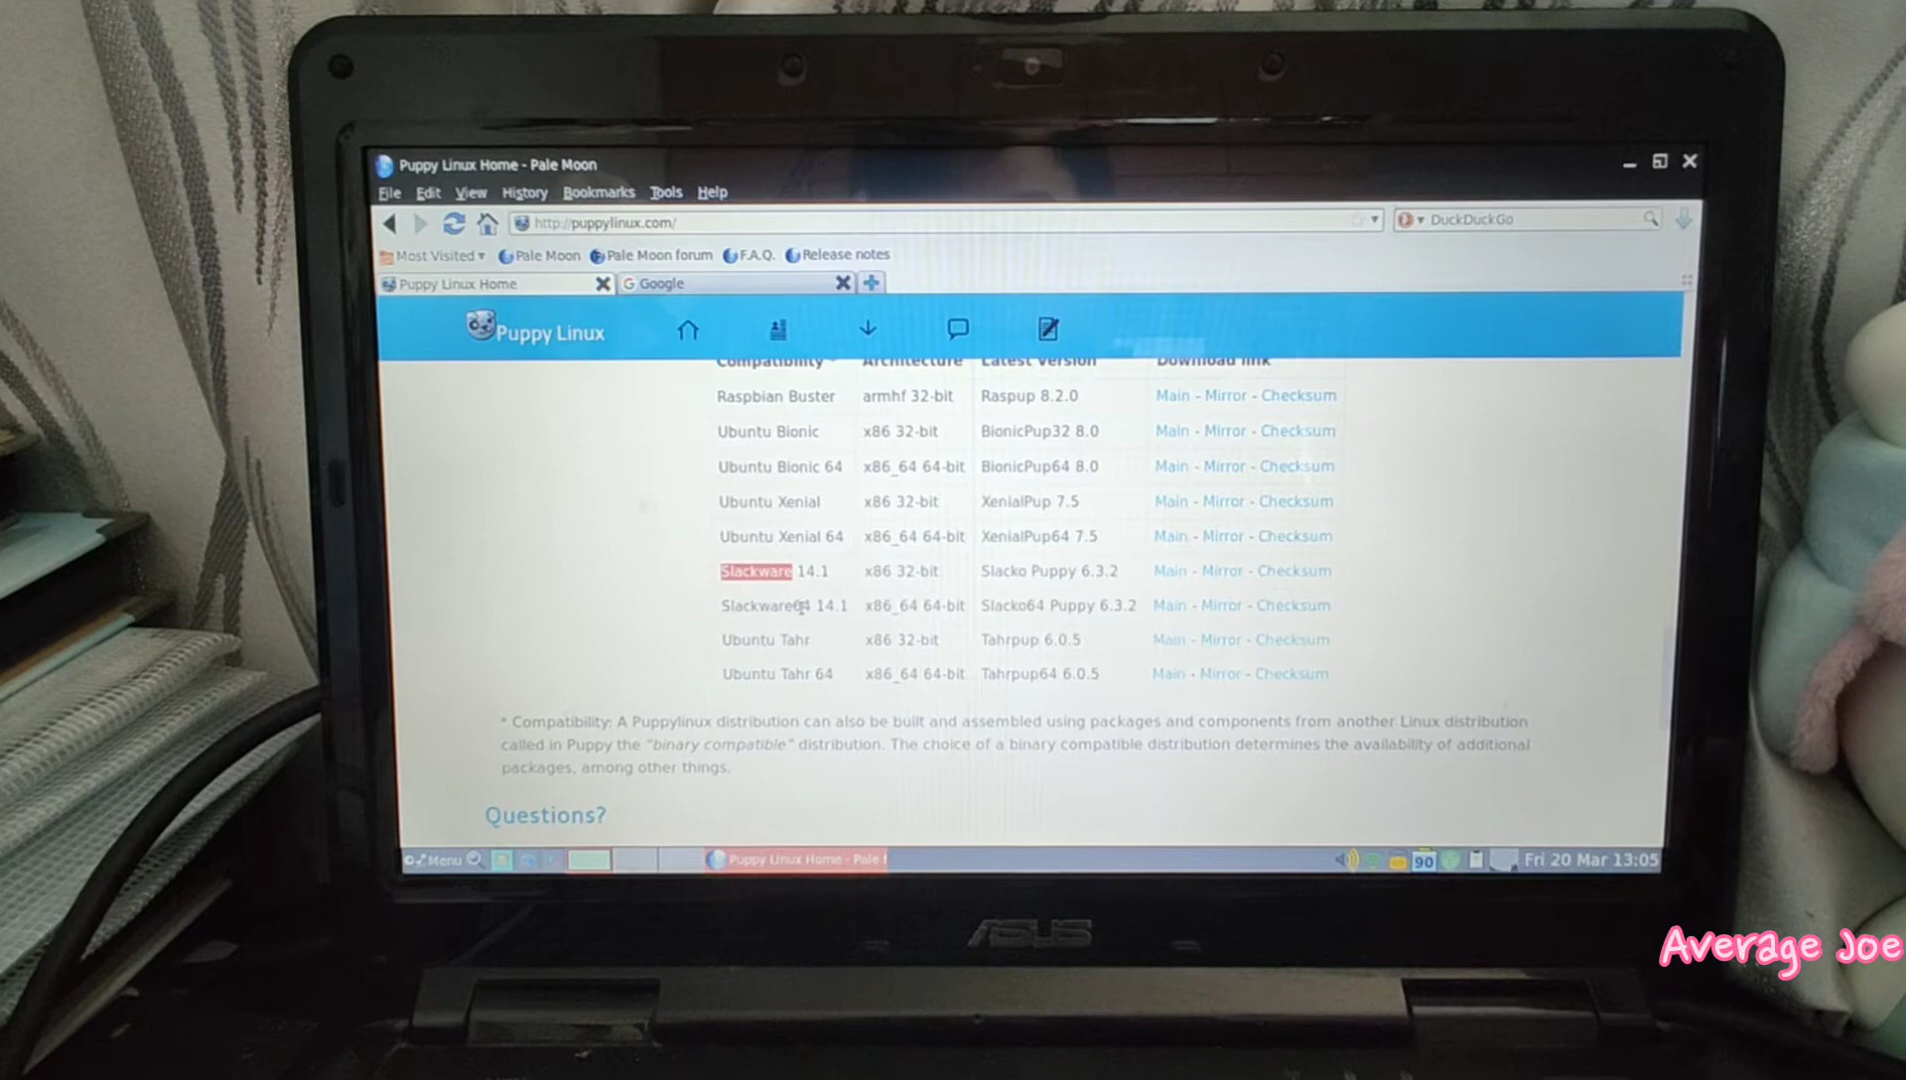 Puppy Linux Home - Pale Moon
File Edit View History Bookmarks Tools Help
http://puppylinux.com/
DuckDuckGo
Most Visited Pale Moon Pale Moon forum F.A.Q. Release notes
Puppy Linux Home
Google
Puppy Linux
Compatibility * Architecture Latest version Download link
Raspbian Buster armhf 32-bit Raspup 8.2.0 Main - Mirror - Checksum
Ubuntu Bionic x86 32-bit BionicPup32 8.0 Main - Mirror - Checksum
Ubuntu Bionic 64 x86_64 64-bit BionicPup64 8.0 Main - Mirror - Checksum
Ubuntu Xenial x86 32-bit XenialPup 7.5 Main - Mirror - Checksum
Ubuntu Xenial 64 x86_64 64-bit XenialPup64 7.5 Main - Mirror - Checksum
Slackware 14.1 x86 32-bit Slacko Puppy 6.3.2 Main - Mirror - Checksum
Slackware64 14.1 x86_64 64-bit Slacko64 Puppy 6.3.2 Main - Mirror - Checksum
Ubuntu Tahr x86 32-bit Tahrpup 6.0.5 Main - Mirror - Checksum
Ubuntu Tahr 64 x86_64 64-bit Tahrpup64 6.0.5 Main - Mirror - Checksum
* Compatibility: A Puppylinux distribution can also be built and assembled using packages and components from another Linux distribution
called in Puppy the “binary compatible” distribution. The choice of a binary compatible distribution determines the availability of additional
packages, among other things.
Questions?
Menu
Puppy Linux Home - Pale
90
Fri 20 Mar 13:05
ASUS
Average Joe